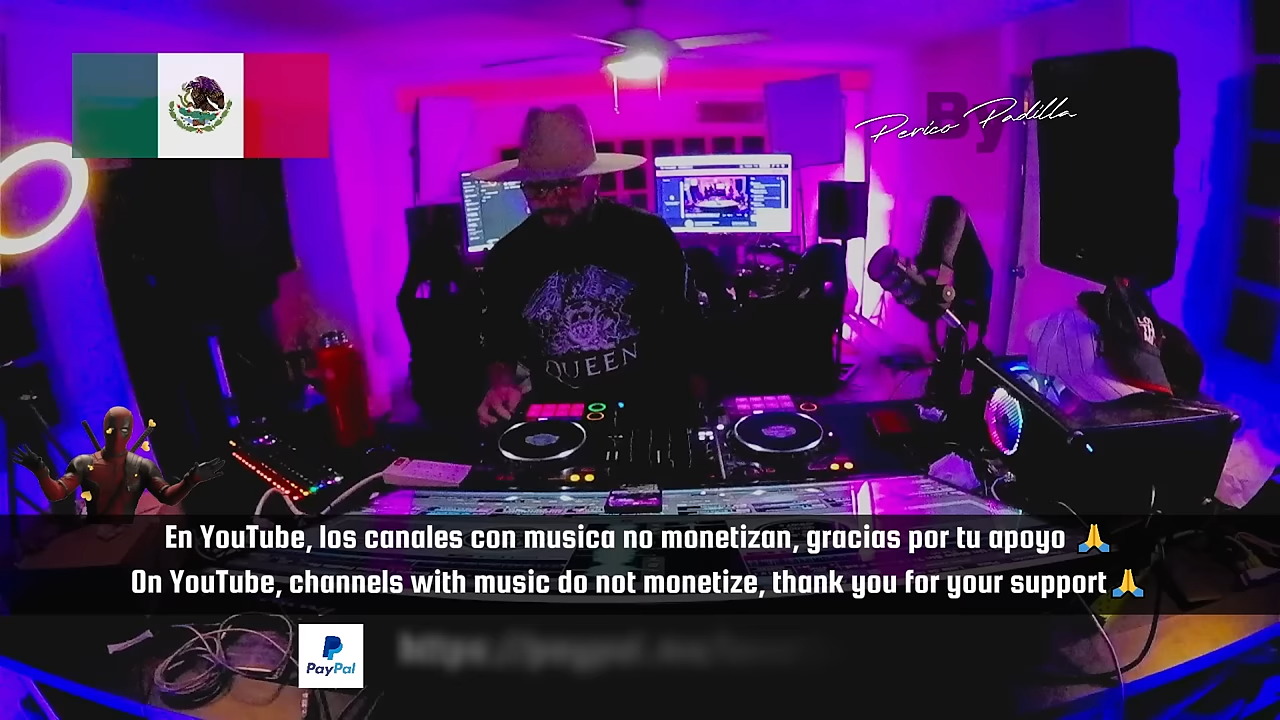 By
Perico Padilla
QUEEN
En YouTube, los canales con musica no monetizan, gracias por tu apoyo 🙏
On YouTube, channels with music do not monetize, thank you for your support 🙏
PayPal